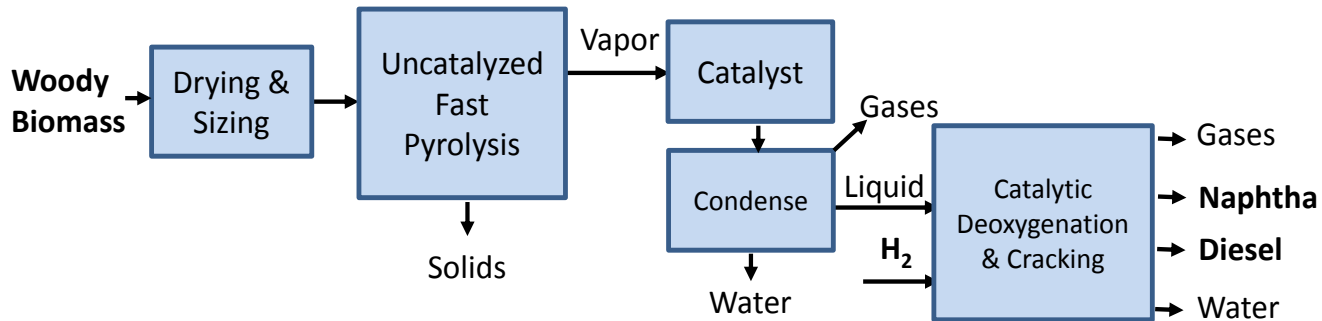 Woody
Biomass
Drying &
Sizing
Uncatalyzed
Fast
Pyrolysis
Solids
Vapor
Catalyst
Gases
Condense
Liquid
Water
H₂
Catalytic
Deoxygenation
& Cracking
Gases
Naphtha
Diesel
Water